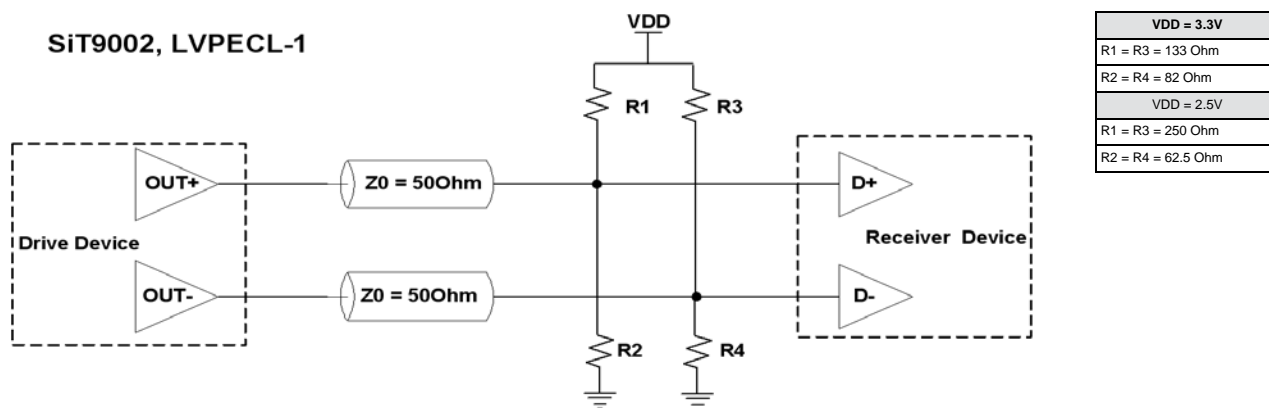 SiT9002, LVPECL-1
VDD
R1
R3
OUT+
Z0 = 50Ohm
D+
Drive Device
Receiver Device
OUT-
Z0 = 50Ohm
D-
R2
R4
VDD = 3.3V
R1 = R3 = 133 Ohm
R2 = R4 = 82 Ohm
VDD = 2.5V
R1 = R3 = 250 Ohm
R2 = R4 = 62.5 Ohm